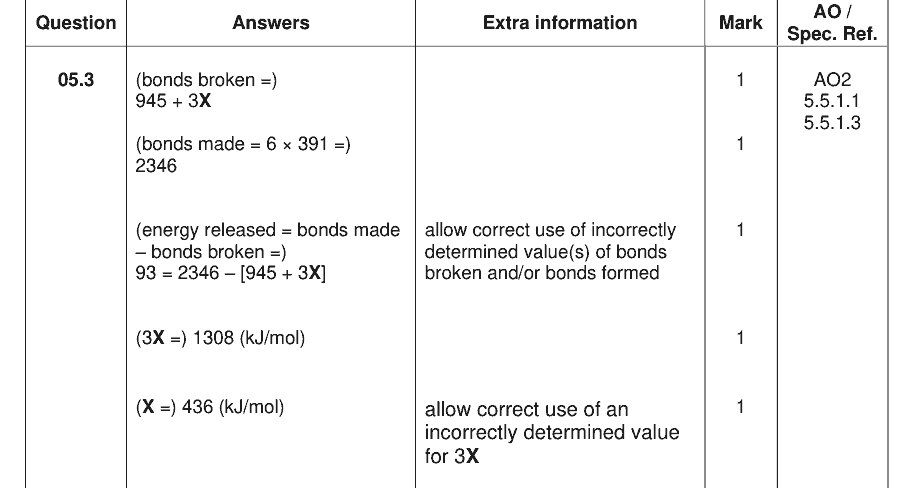 Question Answers Extra information Mark AO /
Spec. Ref.
05.3 (bonds broken =) 1 AO2
945 + 3X 5.5.1.1
5.5.1.3
(bonds made = 6 × 391 =) 1
2346
(energy released = bonds made allow correct use of incorrectly 1
– bonds broken =) determined value(s) of bonds
93 = 2346 – [945 + 3X] broken and/or bonds formed
(3X =) 1308 (kJ/mol) 1
(X =) 436 (kJ/mol) allow correct use of an 1
incorrectly determined value
for 3X